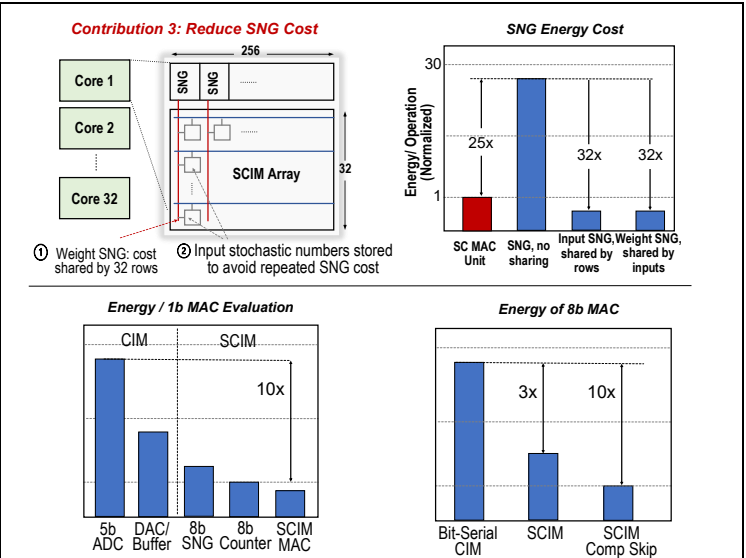 Contribution 3: Reduce SNG Cost
256
Core 1
Core 2
Core 32
SNG
SNG
........
........
SCIM Array
32
① Weight SNG: cost
shared by 32 rows
② Input stochastic numbers stored
to avoid repeated SNG cost
SNG Energy Cost
Energy/ Operation
(Normalized)
30
1
25x
32x
32x
SC MAC
Unit
SNG, no
sharing
Input SNG,
shared by
rows
Weight SNG,
shared by
inputs
Energy / 1b MAC Evaluation
CIM
SCIM
10x
5b
ADC
DAC/
Buffer
8b
SNG
8b
Counter
SCIM
MAC
Energy of 8b MAC
3x
10x
Bit-Serial
CIM
SCIM
SCIM
Comp Skip